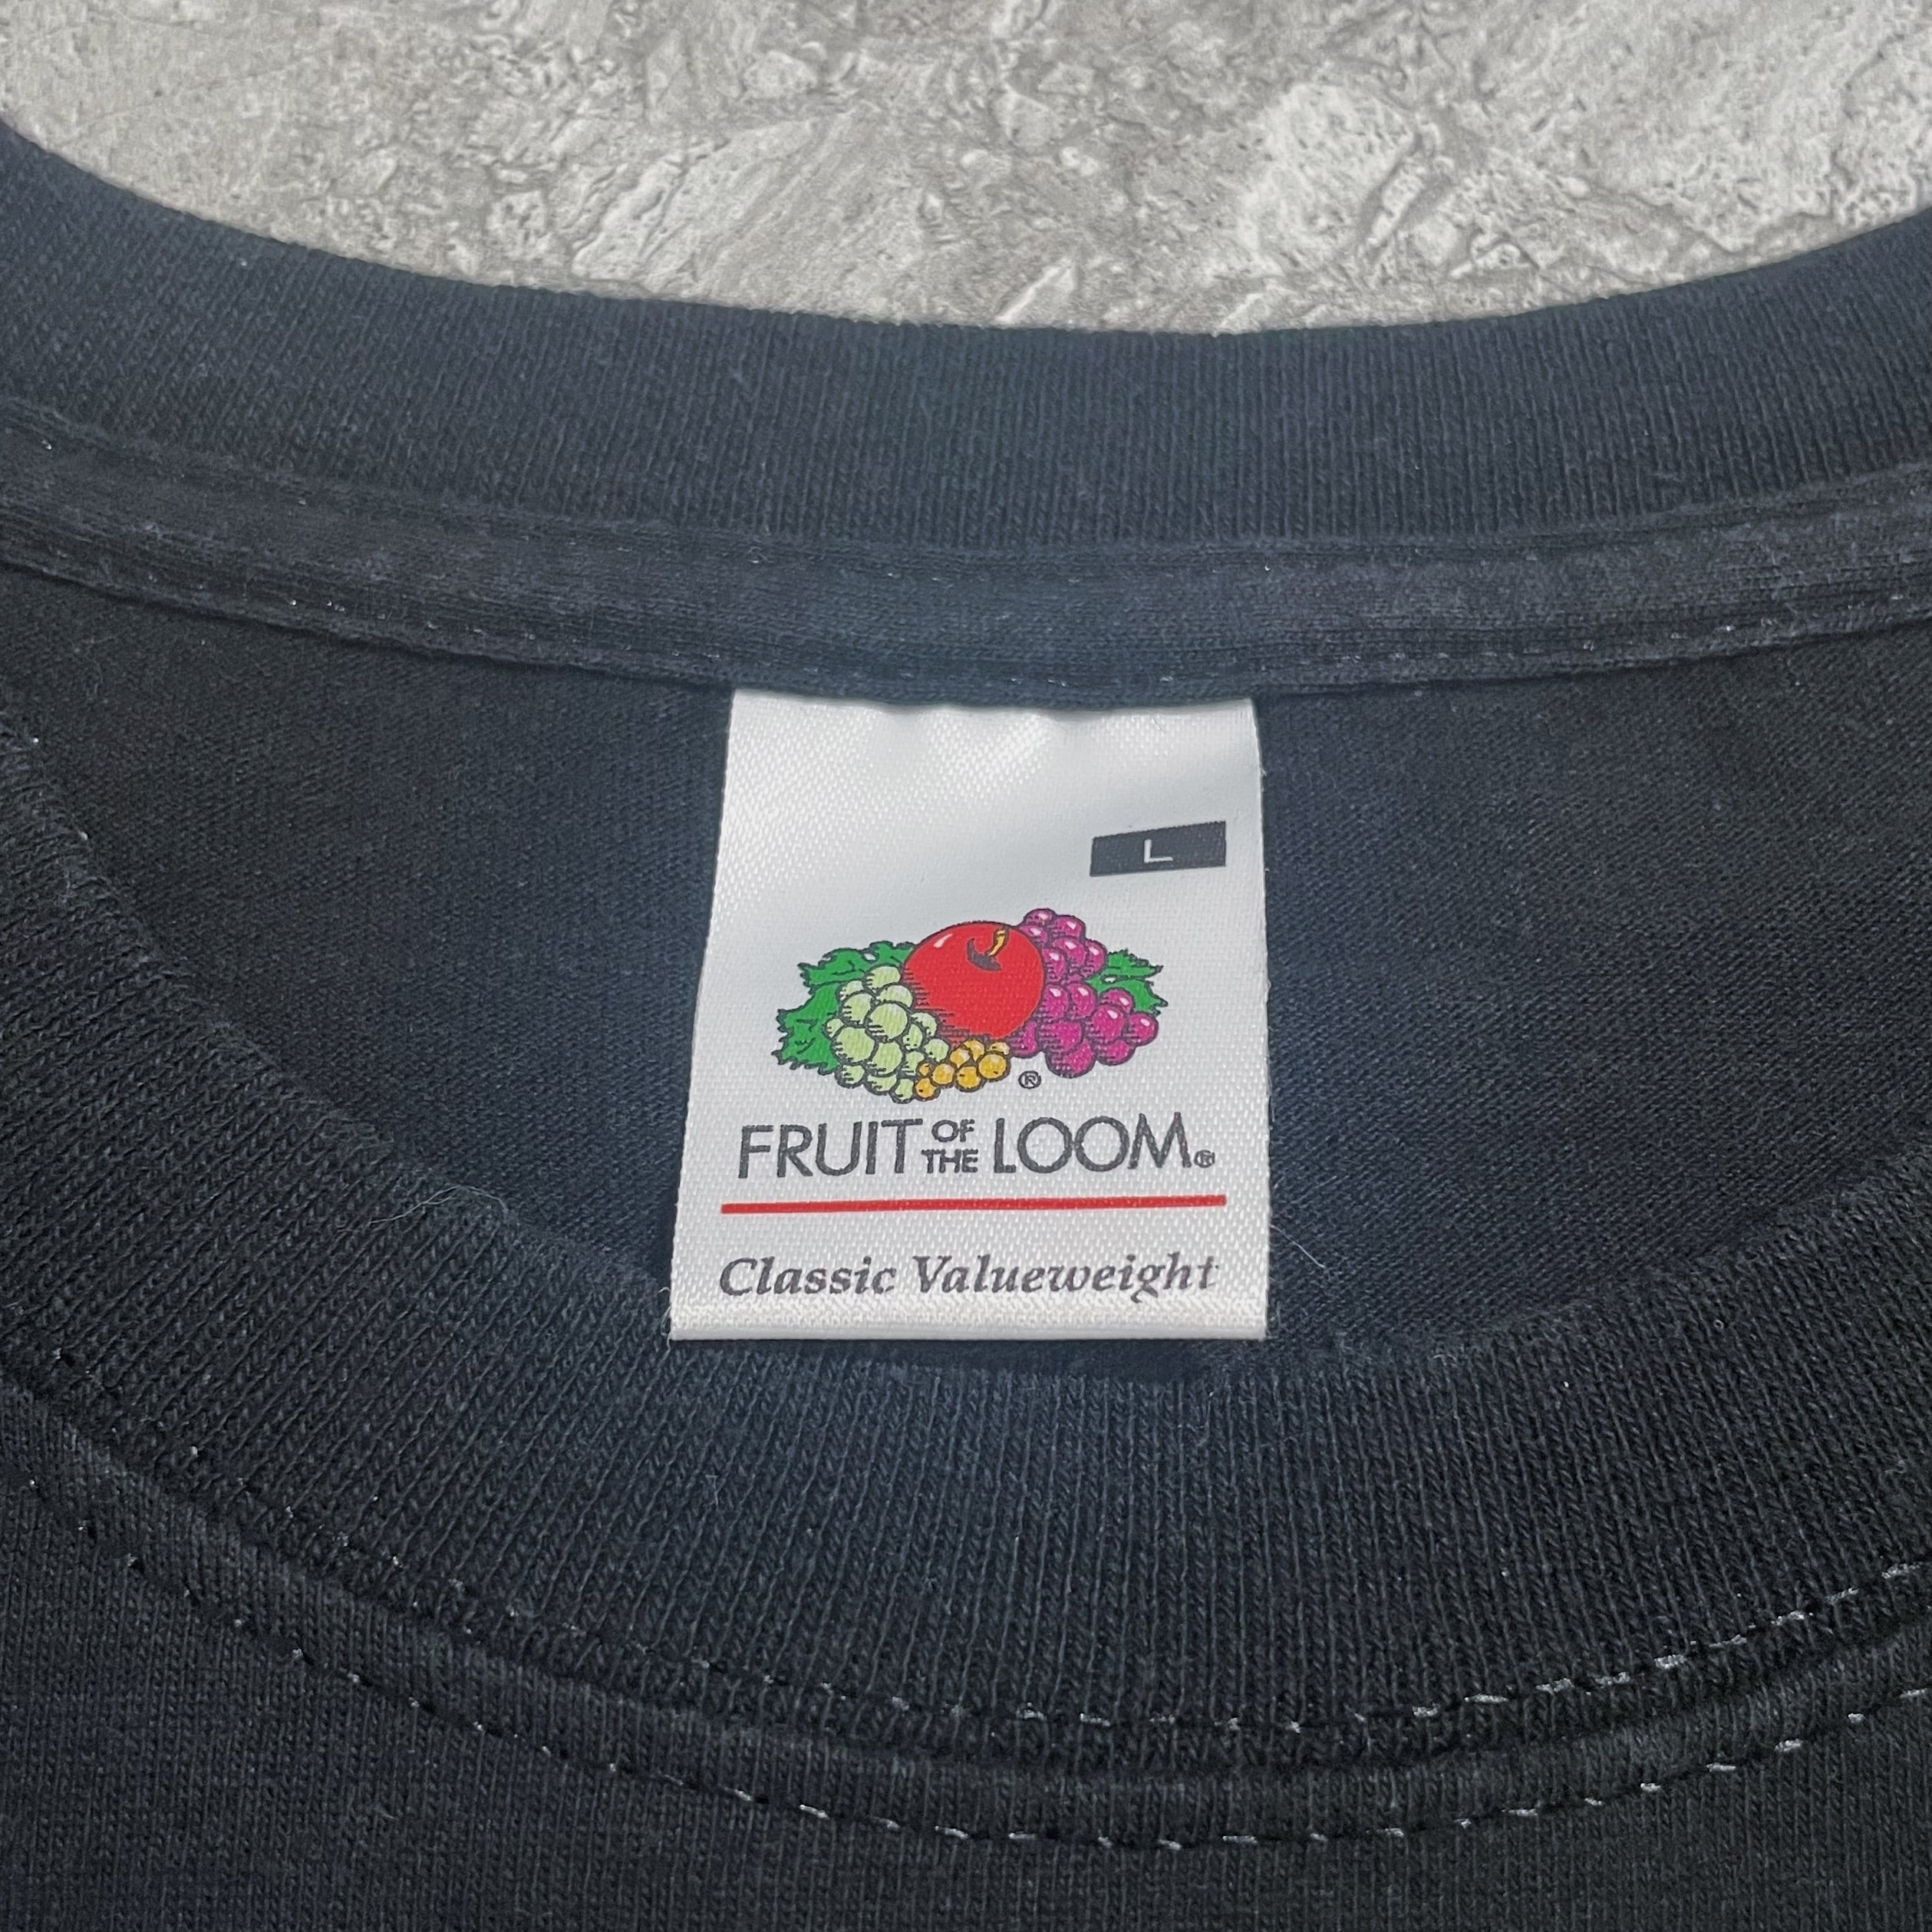 L
®
FRUIT OF THE LOOM®
Classic Valueweight